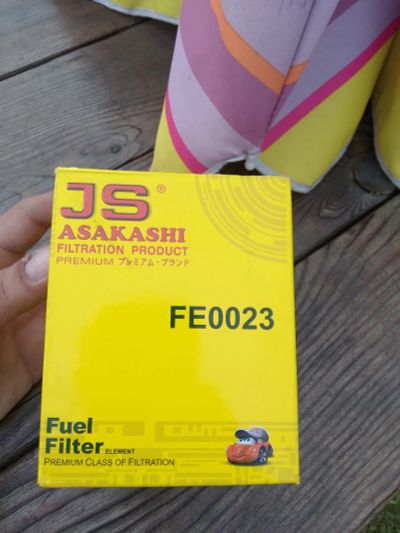 JS®
ASAKASHI
FILTRATION PRODUCT
PREMIUM プレミアム・ブランド
FE0023
Fuel
Filter ELEMENT
PREMIUM CLASS OF FILTRATION